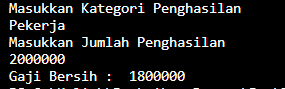 Masukkan Kategori Penghasilan
Pekerja
Masukkan Jumlah Penghasilan
2000000
Gaji Bersih :  1800000